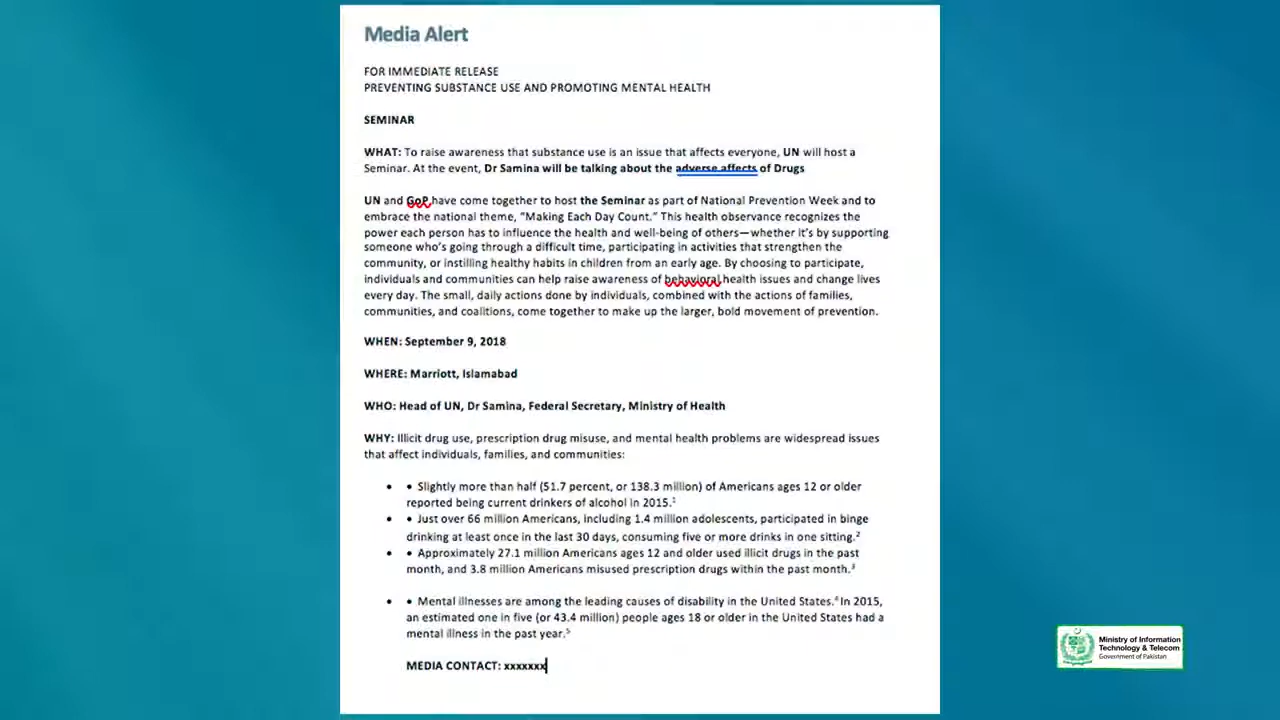 Media Alert
FOR IMMEDIATE RELEASE
PREVENTING SUBSTANCE USE AND PROMOTING MENTAL HEALTH
SEMINAR
WHAT: To raise awareness that substance use is an issue that affects everyone, UN will host a
Seminar. At the event, Dr Samina will be talking about the adverse affects of Drugs
UN and GoP have come together to host the Seminar as part of National Prevention Week and to
embrace the national theme, “Making Each Day Count.” This health observance recognizes the
power each person has to influence the health and well-being of others—whether it’s by supporting
someone who’s going through a difficult time, participating in activities that strengthen the
community, or instilling healthy habits in children from an early age. By choosing to participate,
individuals and communities can help raise awareness of behavioral health issues and change lives
every day. The small, daily actions done by individuals, combined with the actions of families,
communities, and coalitions, come together to make up the larger, bold movement of prevention.
WHEN: September 9, 2018
WHERE: Marriott, Islamabad
WHO: Head of UN, Dr Samina, Federal Secretary, Ministry of Health
WHY: Illicit drug use, prescription drug misuse, and mental health problems are widespread issues
that affect individuals, families, and communities:
• • Slightly more than half (51.7 percent, or 138.3 million) of Americans ages 12 or older
reported being current drinkers of alcohol in 2015.¹
• • Just over 66 million Americans, including 1.4 million adolescents, participated in binge
drinking at least once in the last 30 days, consuming five or more drinks in one sitting.²
• • Approximately 27.1 million Americans ages 12 and older used illicit drugs in the past
month, and 3.8 million Americans misused prescription drugs within the past month.³
• • Mental illnesses are among the leading causes of disability in the United States.⁴ In 2015,
an estimated one in five (or 43.4 million) people ages 18 or older in the United States had a
mental illness in the past year.⁵
MEDIA CONTACT: xxxxxxx
Ministry of Information
Technology & Telecom
Government of Pakistan